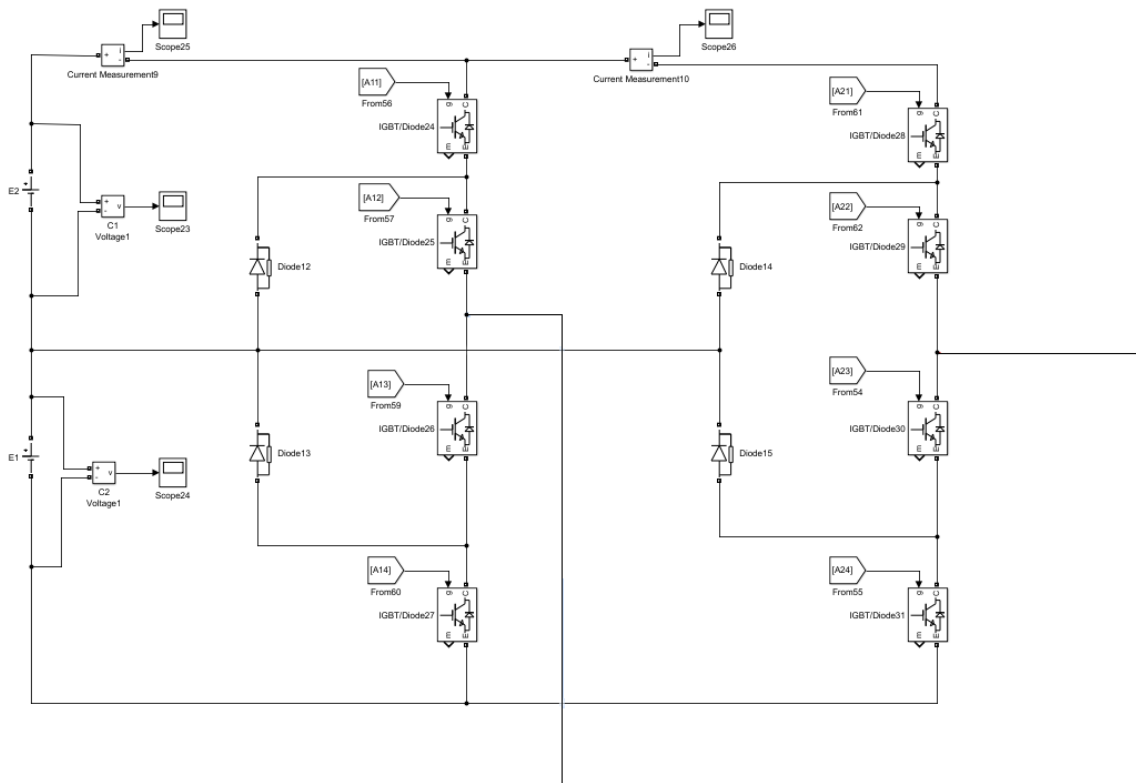 Scope25
Scope26
+
i
-
Current Measurement9
+
i
-
Current Measurement10
[A11]
From56
g
C
IGBT/Diode24
m
E
[A21]
From61
g
C
IGBT/Diode28
m
E
E2
+
+
-
v
C1
Voltage1
Scope23
[A12]
From57
g
C
IGBT/Diode25
m
E
[A22]
From62
g
C
IGBT/Diode29
m
E
Diode12
Diode14
[A13]
From59
g
C
IGBT/Diode26
m
E
[A23]
From54
g
C
IGBT/Diode30
m
E
Diode13
Diode15
E1
+
+
-
v
C2
Voltage1
Scope24
[A14]
From60
g
C
IGBT/Diode27
m
E
[A24]
From55
g
C
IGBT/Diode31
m
E